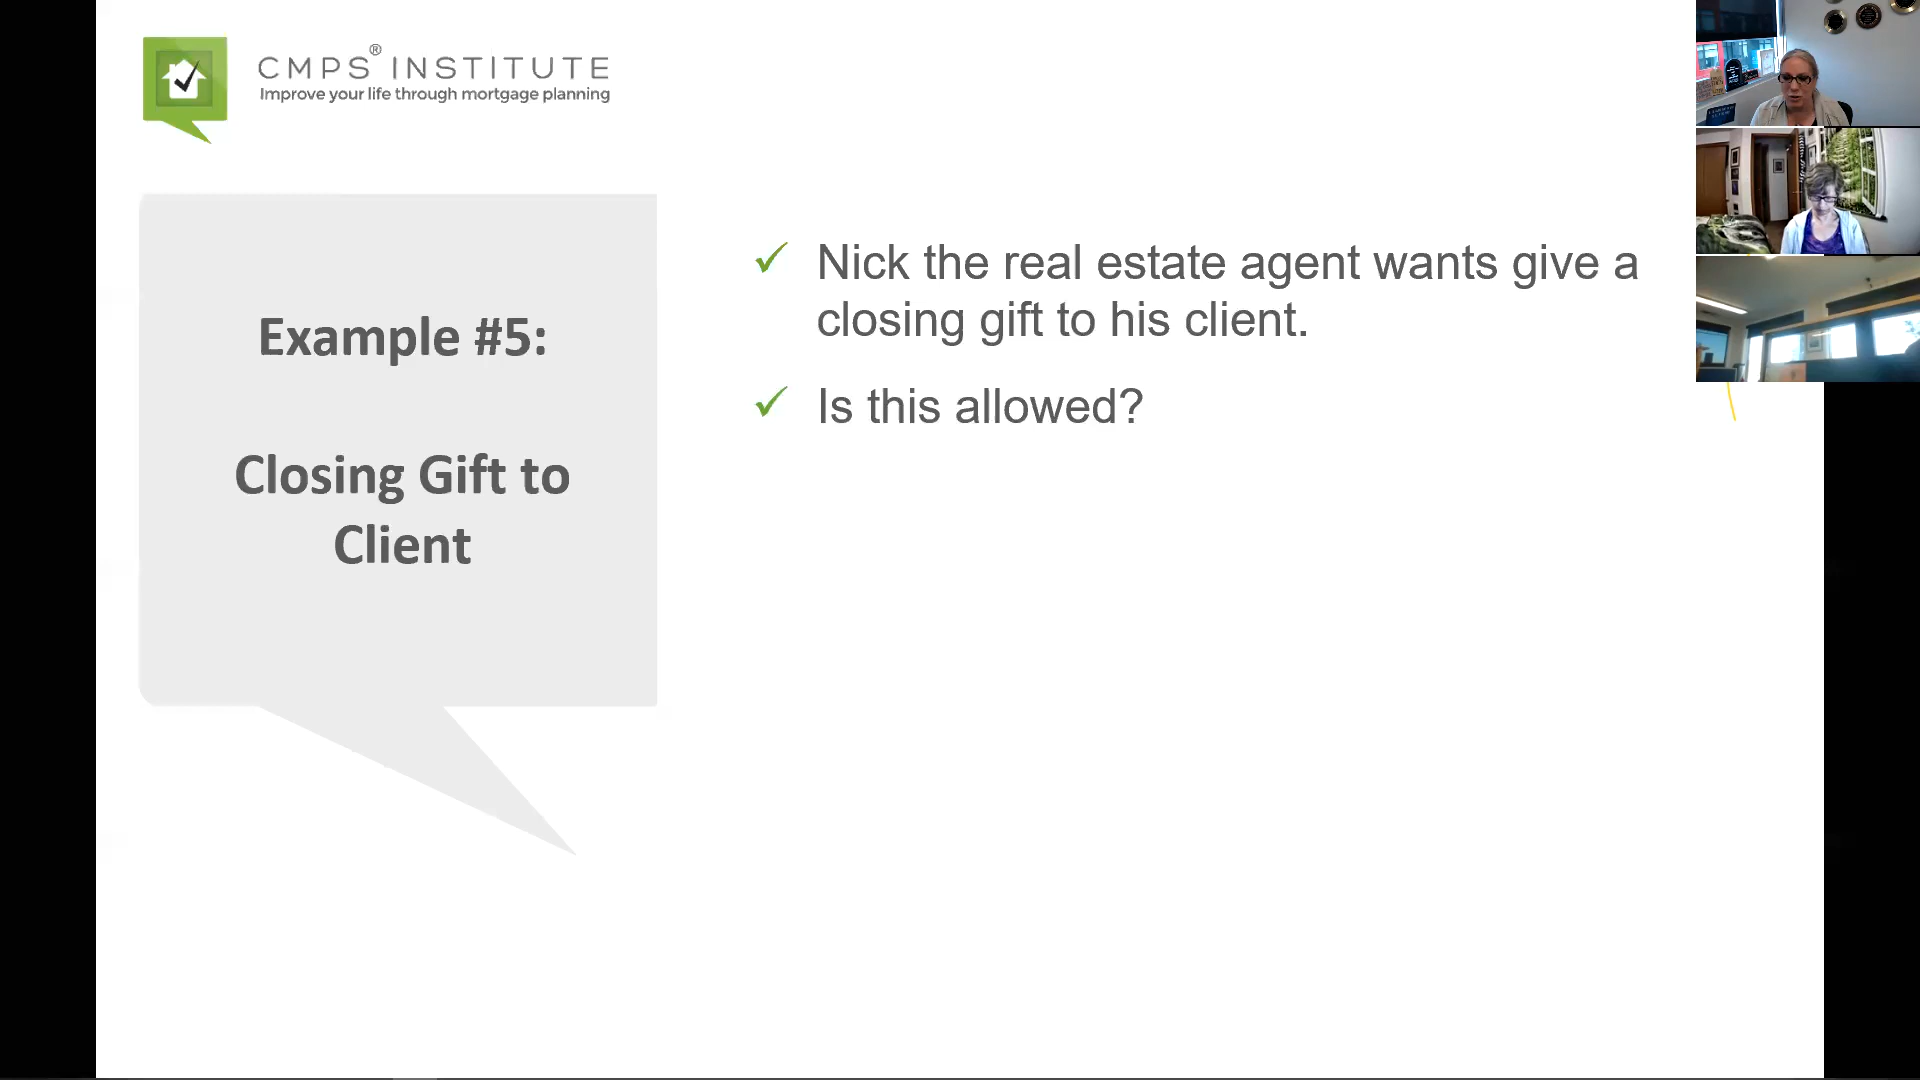 CMPS® INSTITUTE
Improve your life through mortgage planning
Example #5:
Closing Gift to
Client
Nick the real estate agent wants give a
closing gift to his client.
Is this allowed?